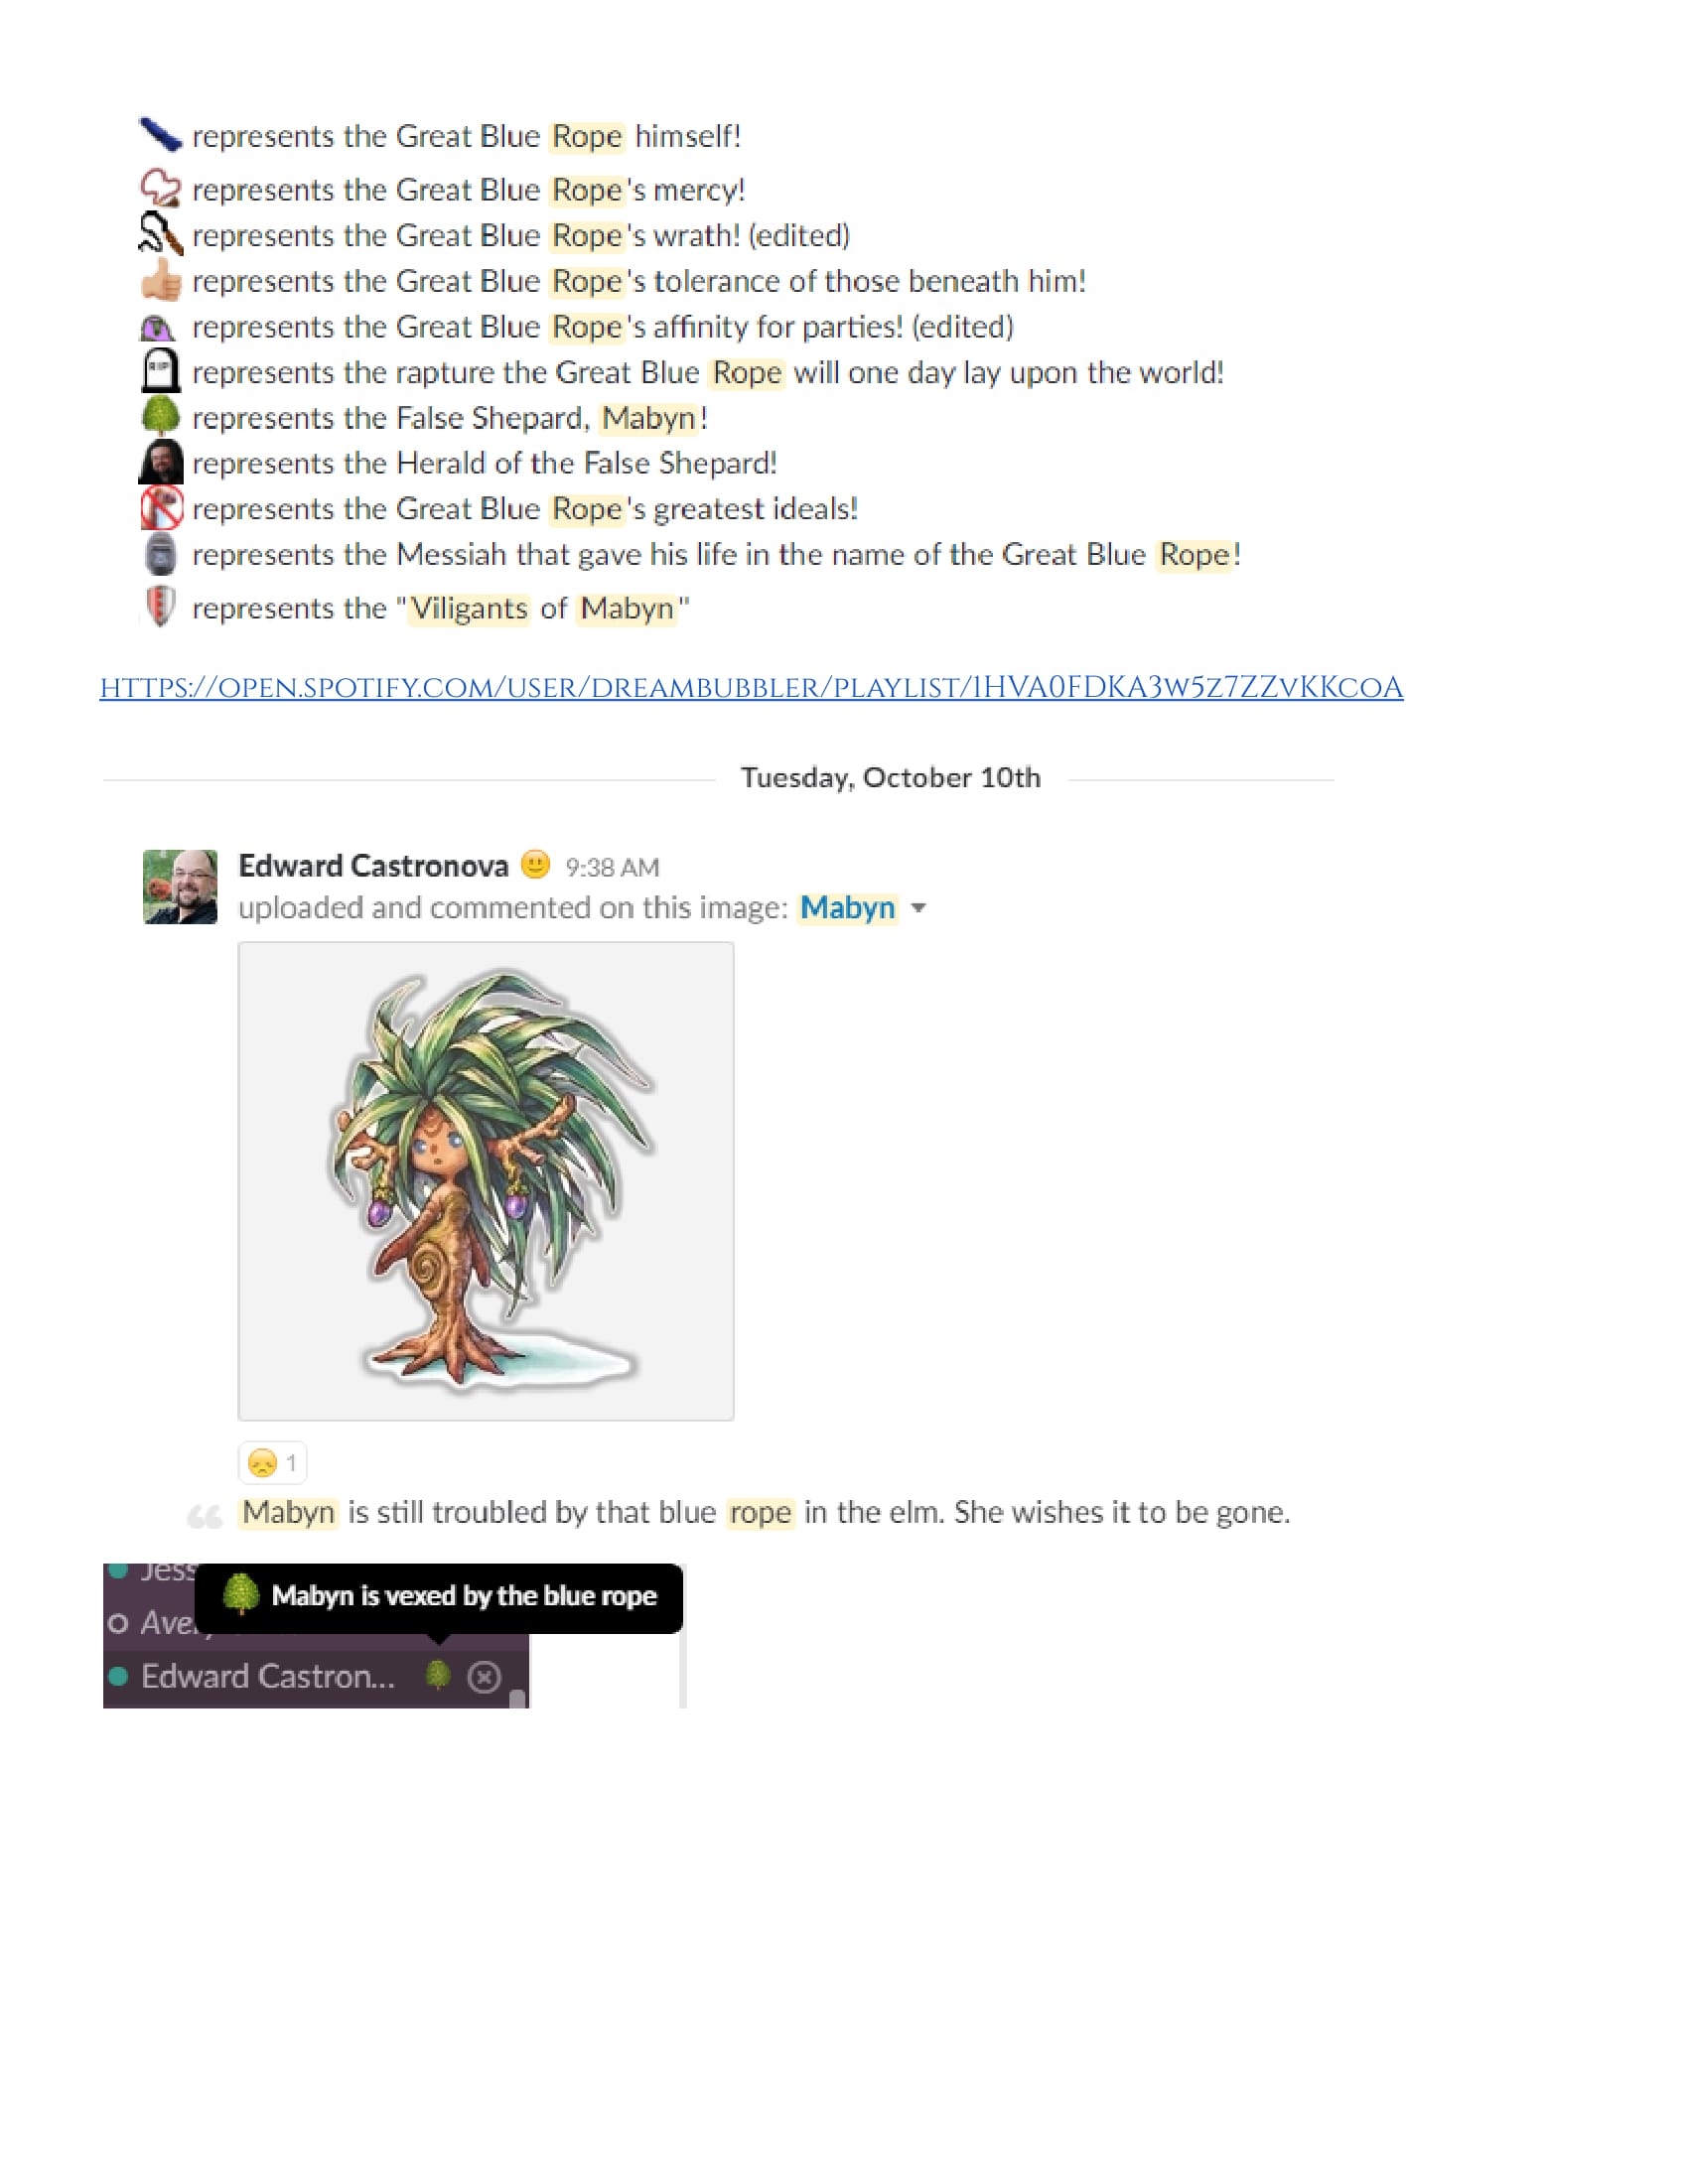 represents the Great Blue Rope himself!
represents the Great Blue Rope's mercy!
represents the Great Blue Rope's wrath! (edited)
represents the Great Blue Rope's tolerance of those beneath him!
represents the Great Blue Rope's affinity for parties! (edited)
RIP represents the rapture the Great Blue Rope will one day lay upon the world!
represents the False Shepard, Mabyn!
represents the Herald of the False Shepard!
represents the Great Blue Rope's greatest ideals!
represents the Messiah that gave his life in the name of the Great Blue Rope!
represents the "Viligants of Mabyn"
HTTPS://OPEN.SPOTIFY.COM/USER/DREAMBUBBLER/PLAYLIST/1HVA0FDKA3W5Z7ZZVKKCOA
Tuesday, October 10th
Edward Castronova 9:38 AM
uploaded and commented on this image: Mabyn
1
Mabyn is still troubled by that blue rope in the elm. She wishes it to be gone.
Jess
Mabyn is vexed by the blue rope
Edward Castron...